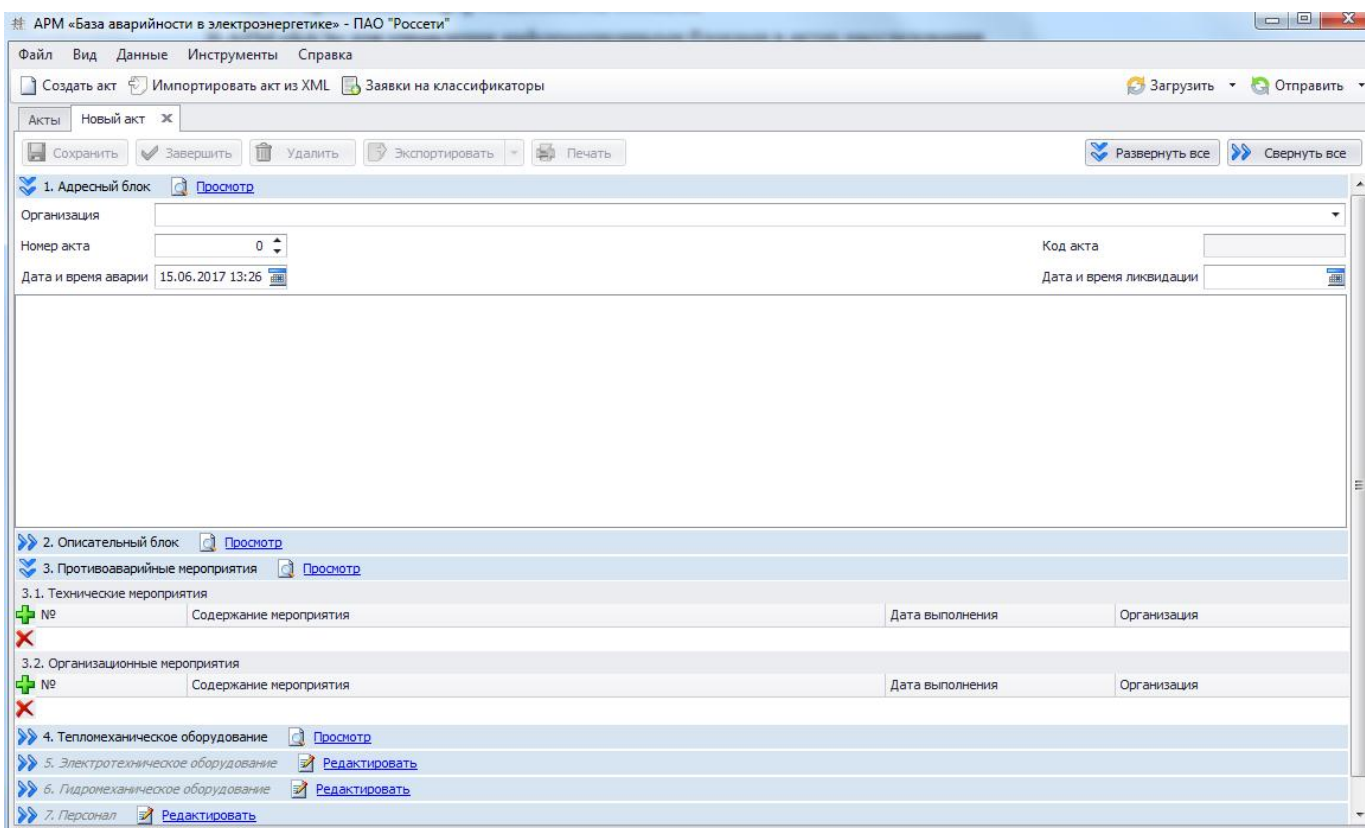 АРМ «База аварийности в электроэнергетике» - ПАО "Россети"
Файл Вид Данные Инструменты Справка
Создать акт Импортировать акт из XML Заявки на классификаторы Загрузить Отправить
Акты Новый акт
Сохранить Завершить Удалить Экспортировать Печать Развернуть все Свернуть все
1. Адресный блок Просмотр
Организация
Номер акта 0 Код акта
Дата и время аварии 15.06.2017 13:26 Дата и время ликвидации
2. Описательный блок Просмотр
3. Противоаварийные мероприятия Просмотр
3.1. Технические мероприятия
№ Содержание мероприятия Дата выполнения Организация
3.2. Организационные мероприятия
№ Содержание мероприятия Дата выполнения Организация
4. Тепломеханическое оборудование Просмотр
5. Электротехническое оборудование Редактировать
6. Гидромеханическое оборудование Редактировать
7. Персонал Редактировать